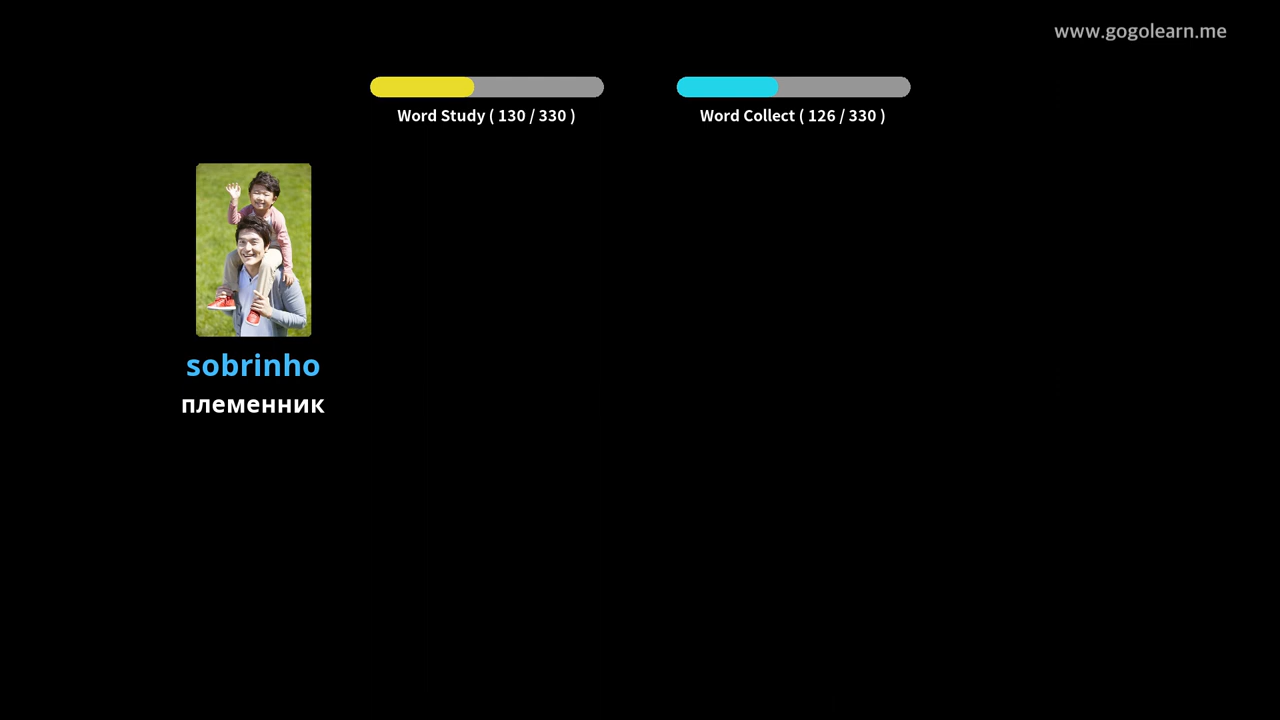 www.gogolearn.me
Word Study ( 130 / 330 )
Word Collect ( 126 / 330 )
sobrinho
племенник